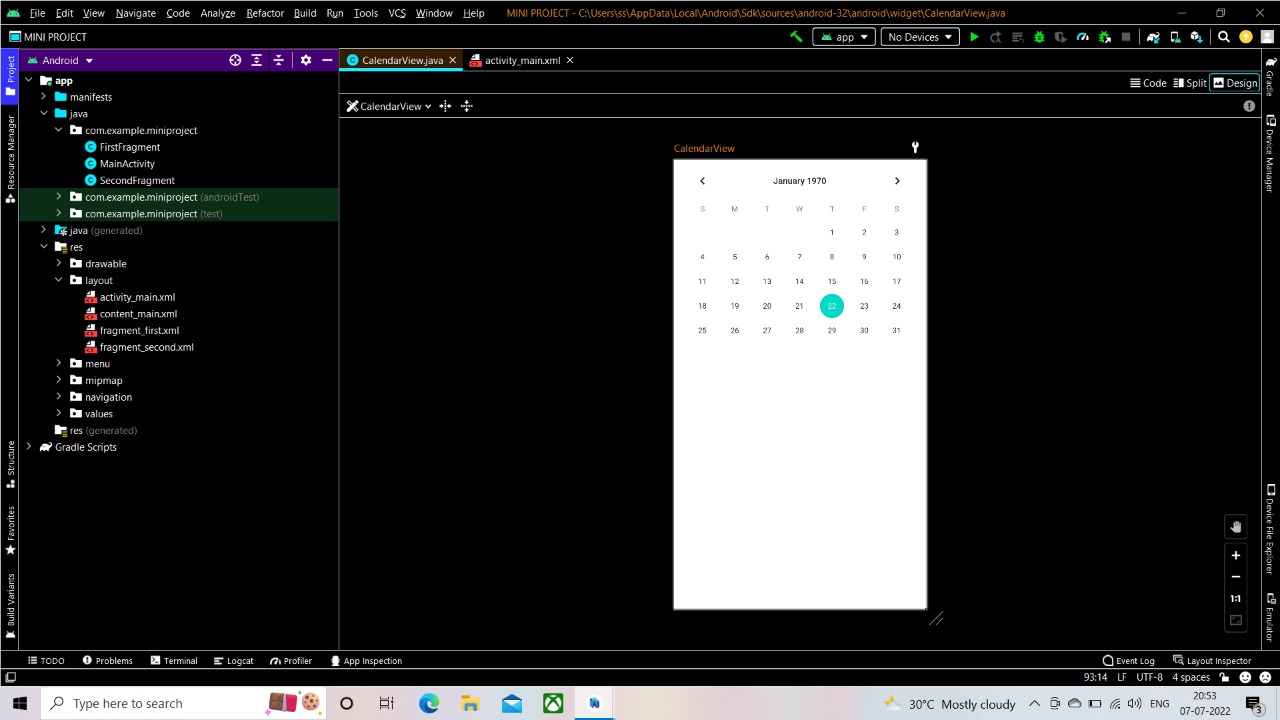 File Edit View Navigate Code Analyze Refactor Build Run Tools VCS Window Help MINI PROJECT - C:\Users\ss\AppData\Local\Android\Sdk\sources\android-32\android\widget\CalendarView.java
MINI PROJECT app No Devices
Android CalendarView.java activity_main.xml
Code Split Design
CalendarView
Project
Resource Manager
Structure
Favorites
Build Variants
app
manifests
java
com.example.miniproject
FirstFragment
MainActivity
SecondFragment
com.example.miniproject (androidTest)
com.example.miniproject (test)
java (generated)
res
drawable
layout
activity_main.xml
content_main.xml
fragment_first.xml
fragment_second.xml
menu
mipmap
navigation
values
res (generated)
Gradle Scripts
CalendarView
January 1970
S M T W T F S
1 2 3
4 5 6 7 8 9 10
11 12 13 14 15 16 17
18 19 20 21 22 23 24
25 26 27 28 29 30 31
1:1
Gradle
Device Manager
Device File Explorer
Emulator
TODO Problems Terminal Logcat Profiler App Inspection Event Log Layout Inspector
93:14 LF UTF-8 4 spaces
Type here to search 30°C Mostly cloudy ENG 20:53
07-07-2022 3